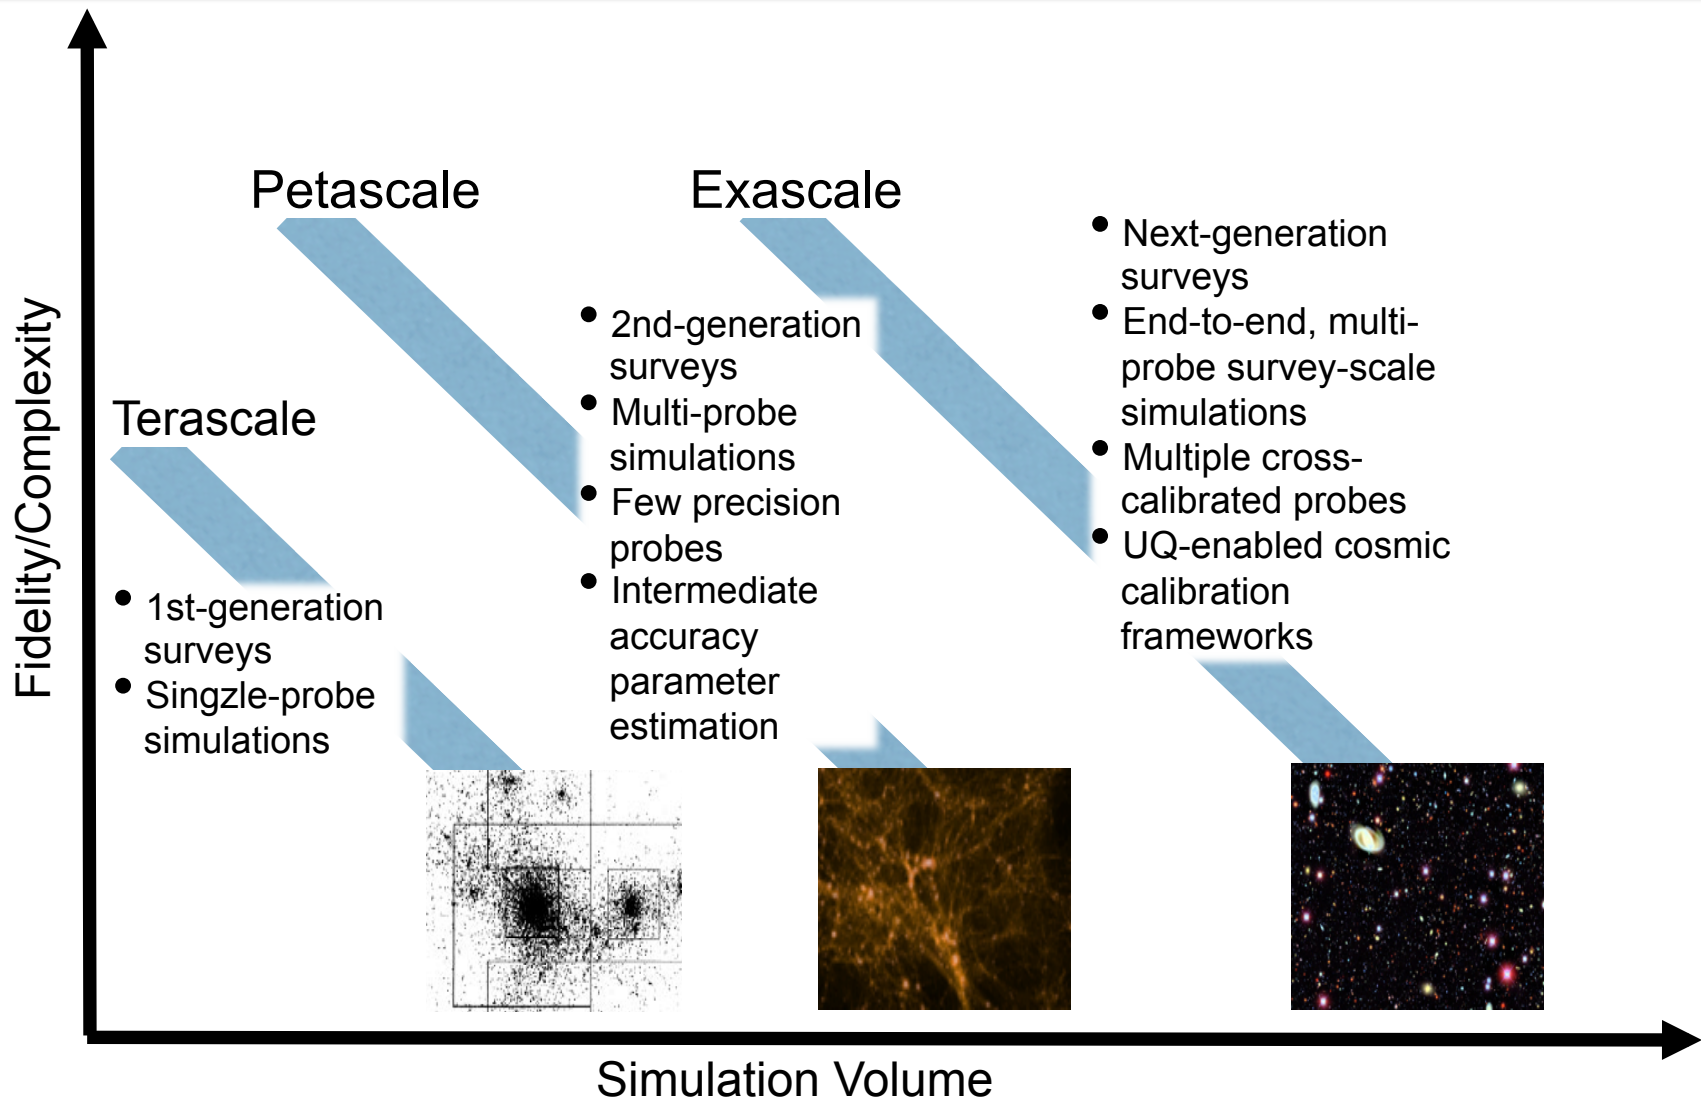 Petascale
Exascale
Terascale
Fidelity/Complexity
• 1st-generation
surveys
• Singzle-probe
simulations
• 2nd-generation
surveys
• Multi-probe
simulations
• Few precision
probes
• Intermediate
accuracy
parameter
estimation
• Next-generation
surveys
• End-to-end, multi-
probe survey-scale
simulations
• Multiple cross-
calibrated probes
• UQ-enabled cosmic
calibration
frameworks
Simulation Volume